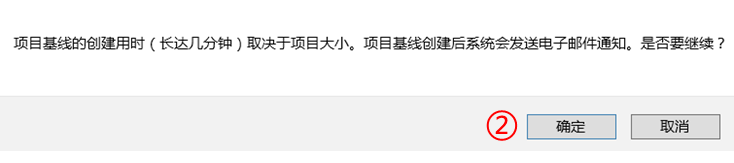 项目基线的创建用时（长达几分钟）取决于项目大小。项目基线创建后系统会发送电子邮件通知。是否要继续？
② 确定 取消